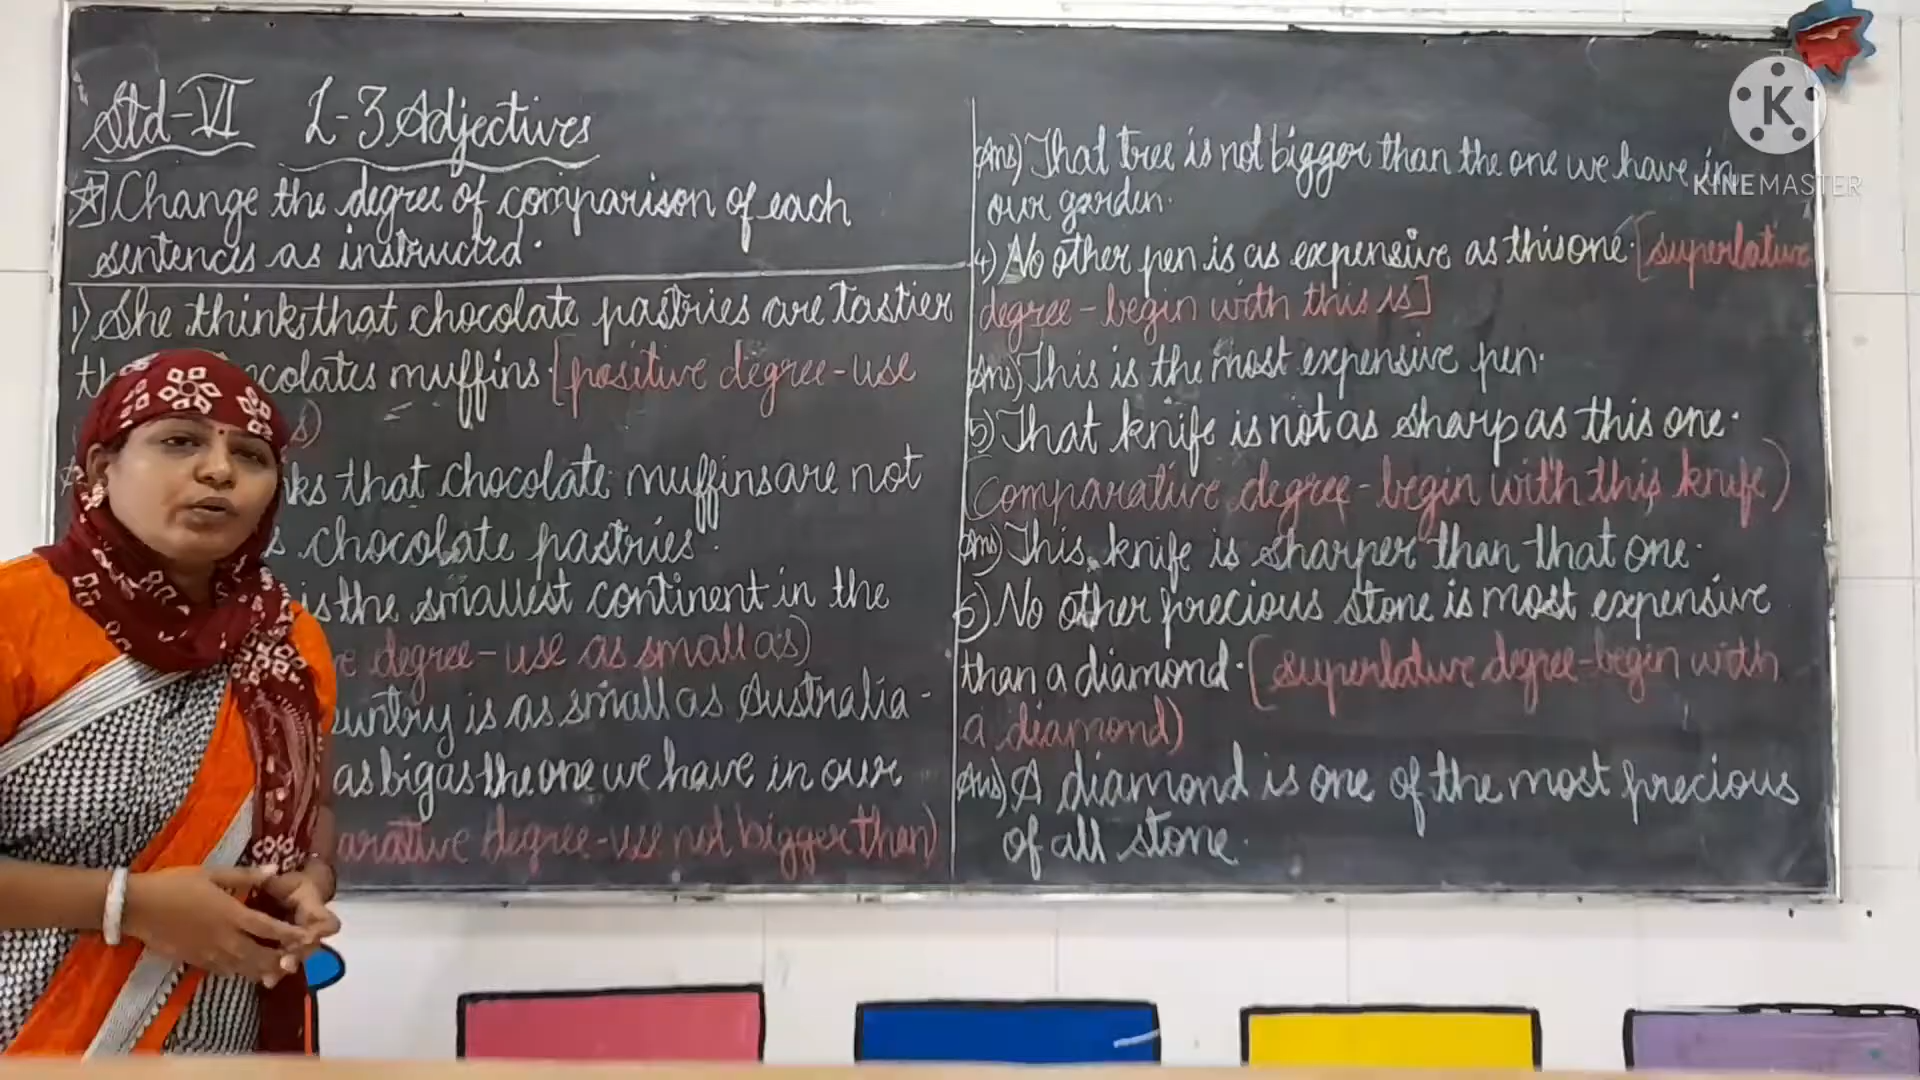 Std-VI L-3 Adjectives
Change the degree of comparison of each
sentences as instructed.
1) She thinks that chocolate pastries are tastier
muffins. [positive degree-use
that chocolate muffins are not
chocolate pastries.
is the smallest continent in the
degree-use as small as)
is as small as Australia.
as big as the one we have in our
degree-use not bigger then)
Ans) That tree is not bigger than the one we have in
our garden.
4) No other pen is as expensive as this one. [superlative
degree-begin with this is]
Ans) This is the most expensive pen.
5) That knife is not as sharp as this one.
(comparative degree-begin with this knife)
Ans) This knife is sharper than that one.
6) No other precious stone is most expensive
than a diamond. [superlative degree-begin with
a diamond)
Ans) A diamond is one of the most precious
of all stone.
K
KINEMASTER